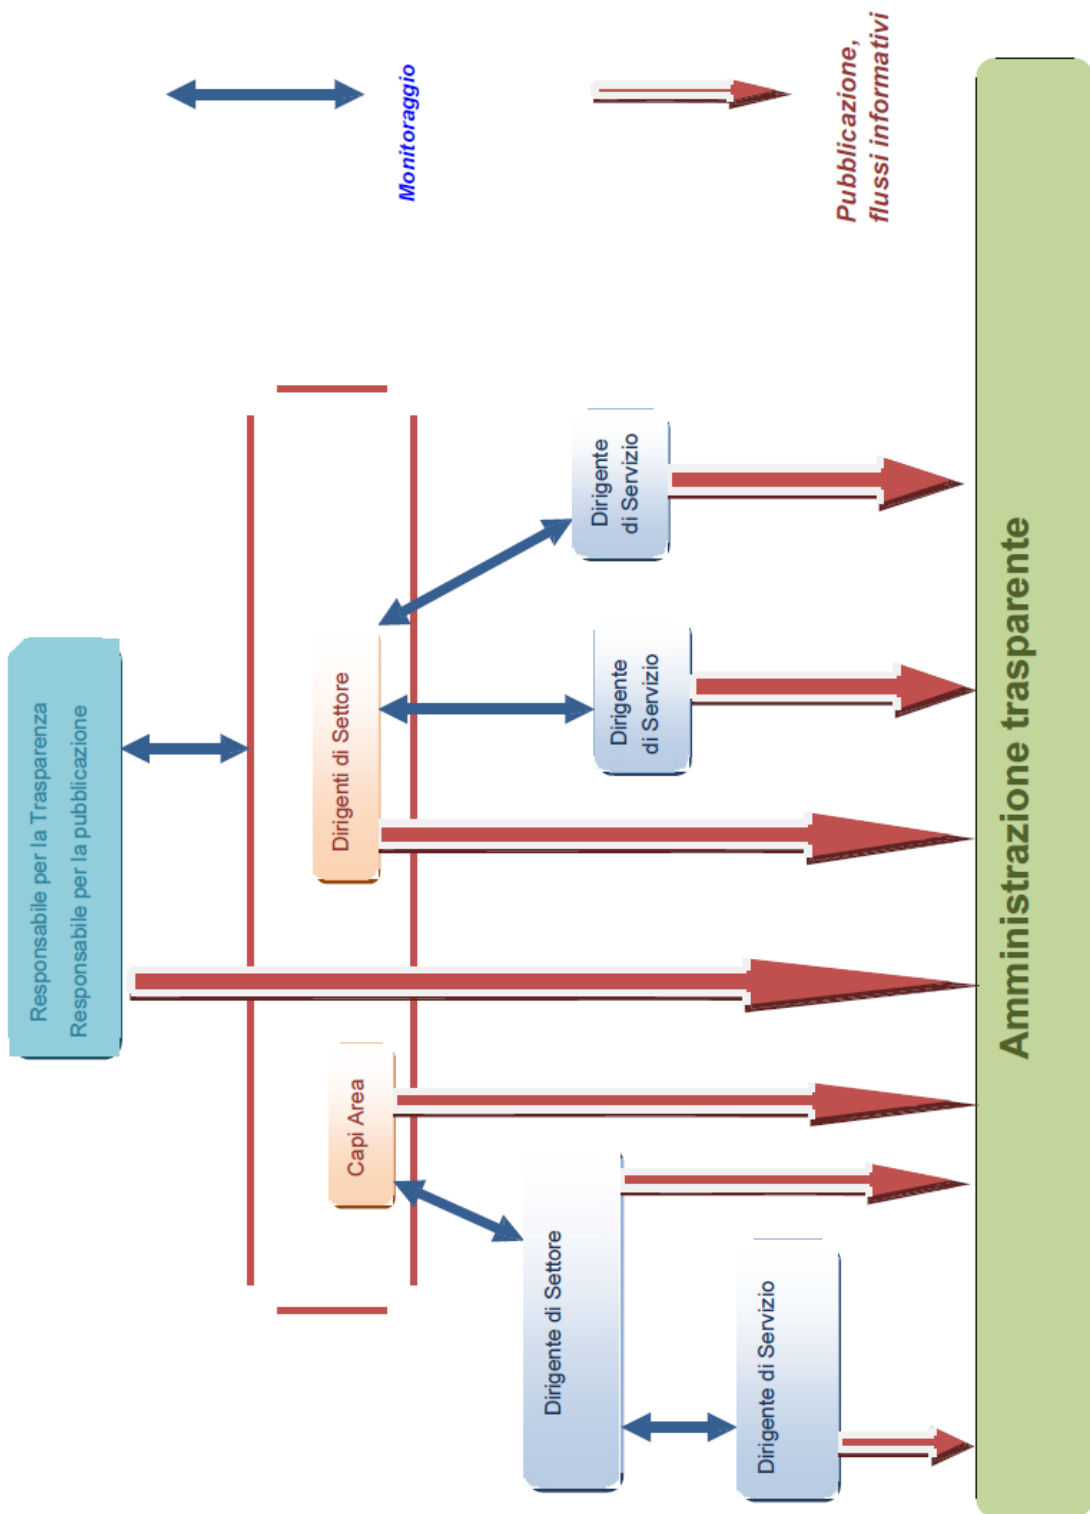 Responsabile per la Trasparenza
Responsabile per la pubblicazione
Capi Area
Dirigenti di Settore
Dirigente di Settore
Dirigente
di Servizio
Dirigente
di Servizio
Dirigente di Servizio
Amministrazione trasparente
Monitoraggio
Pubblicazione,
flussi informativi